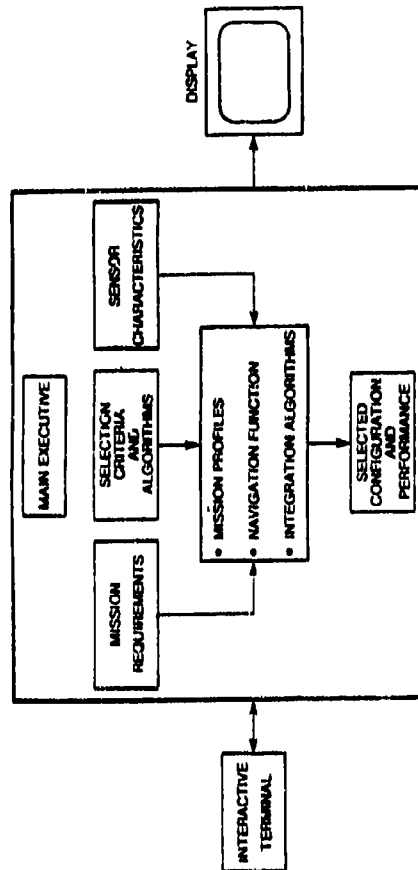 MAIN EXECUTIVE
MISSION
REQUIREMENTS
SELECTION
CRITERIA
AND
ALGORITHMS
SENSOR
CHARACTERISTICS
• MISSION PROFILES
• NAVIGATION FUNCTION
• INTEGRATION ALGORITHMS
SELECTED
CONFIGURATION
AND
PERFORMANCE
INTERACTIVE
TERMINAL
DISPLAY